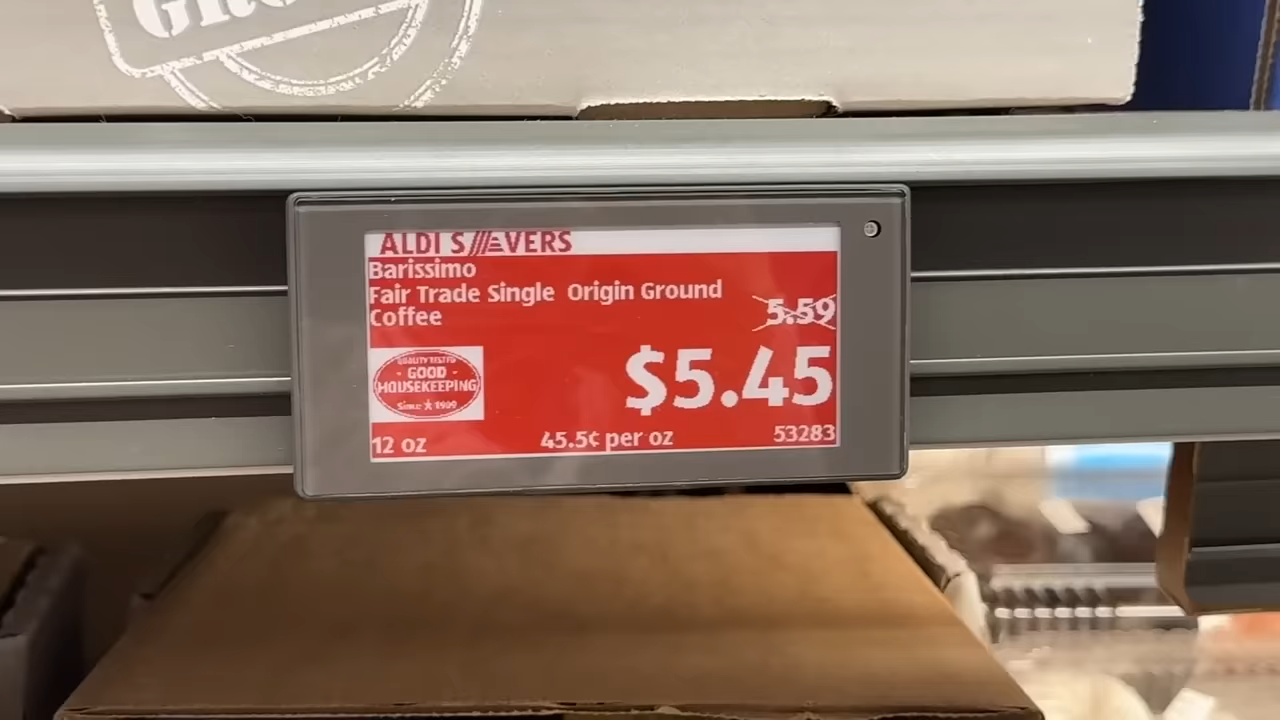 ALDI SAVERS
Barissimo
Fair Trade Single Origin Ground
Coffee
5.59
$5.45
QUALITY TESTED
· GOOD ·
HOUSEKEEPING
Since ★ 1909
12 oz
45.5¢ per oz
53283